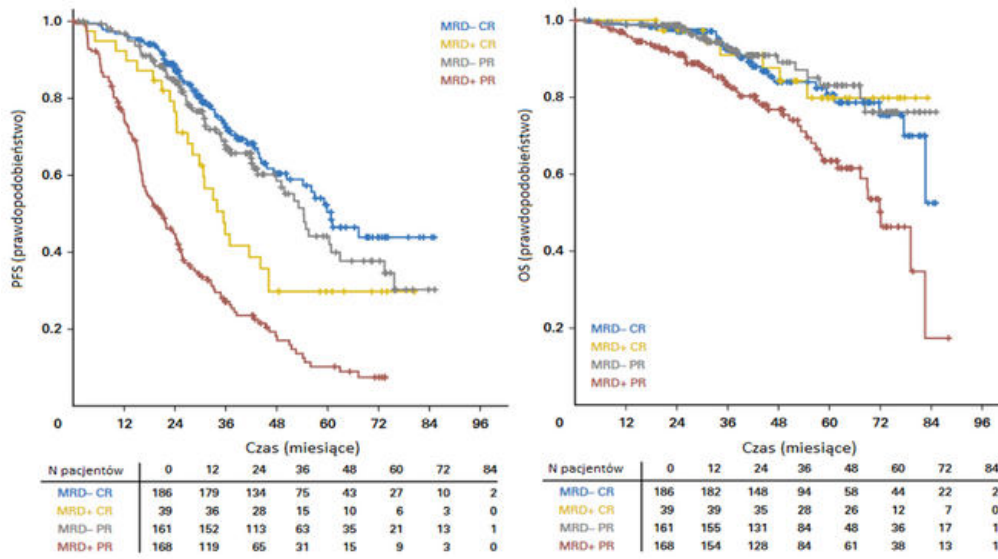 PFS (prawdopodobieństwo)
1.0
0.8
0.6
0.4
0.2
0
12
24
36
48
60
72
84
96
MRD– CR
MRD+ CR
MRD– PR
MRD+ PR
Czas (miesiące)
N pacjentów 0 12 24 36 48 60 72 84
MRD– CR 186 179 134 75 43 27 10 2
MRD+ CR 39 36 28 15 10 6 3 0
MRD– PR 161 152 113 63 35 21 13 1
MRD+ PR 168 119 65 31 15 9 3 0
OS (prawdopodobieństwo)
1.0
0.8
0.6
0.4
0.2
0
12
24
36
48
60
72
84
96
MRD– CR
MRD+ CR
MRD– PR
MRD+ PR
Czas (miesiące)
N pacjentów 0 12 24 36 48 60 72 84
MRD– CR 186 182 148 94 58 44 22 2
MRD+ CR 39 39 35 28 26 12 7 0
MRD– PR 161 155 131 84 48 36 17 1
MRD+ PR 168 154 128 84 61 38 13 1